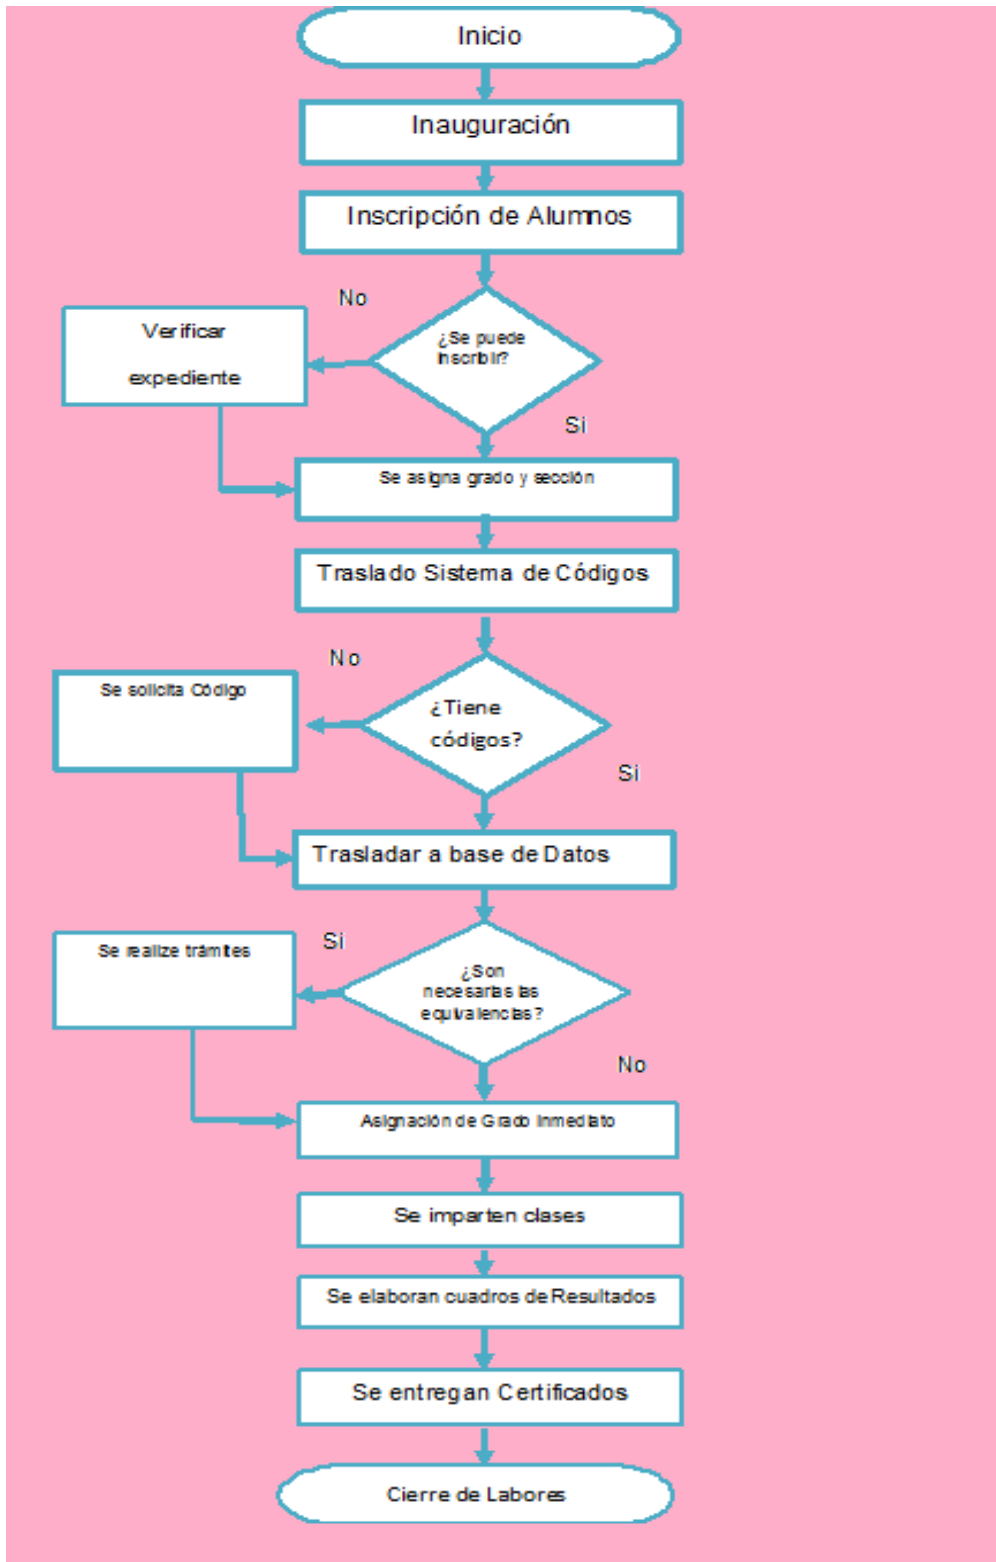 Inicio
Inauguración
Inscripción de Alumnos
No
¿Se puede
inscribir?
Verificar
expediente
Si
Se asigna grado y sección
Traslado Sistema de Códigos
No
Se solicita Código
¿Tiene
códigos?
Si
Trasladar a base de Datos
Si
Se realize trámites
¿Son
necesarias las
equivalencias?
No
Asignación de Grado Inmediato
Se imparten clases
Se elaboran cuadros de Resultados
Se entregan Certificados
Cierre de Labores